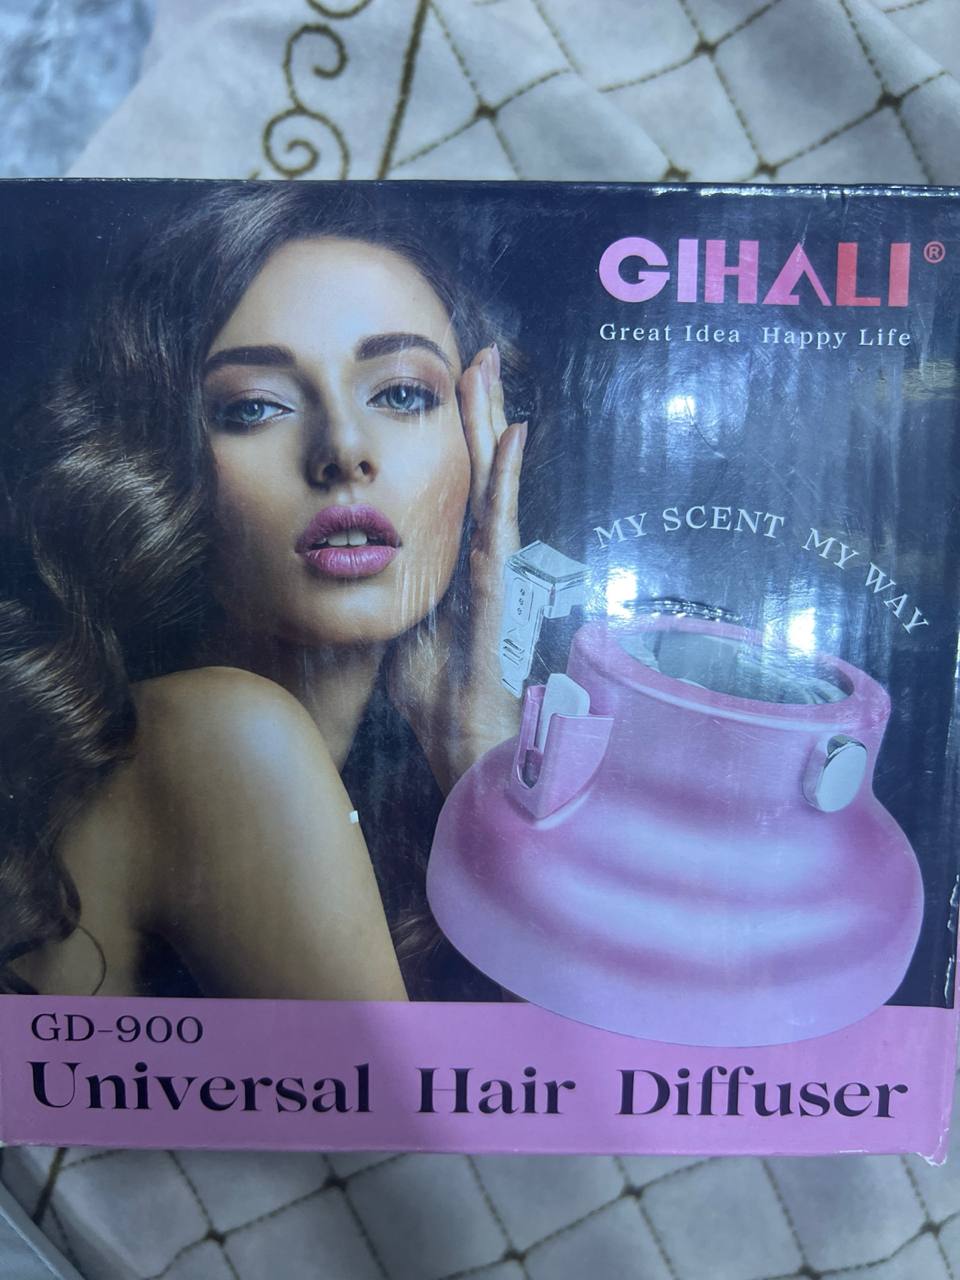 GIHALI®
Great Idea Happy Life
MY SCENT MY WAY
GD-900
Universal Hair Diffuser